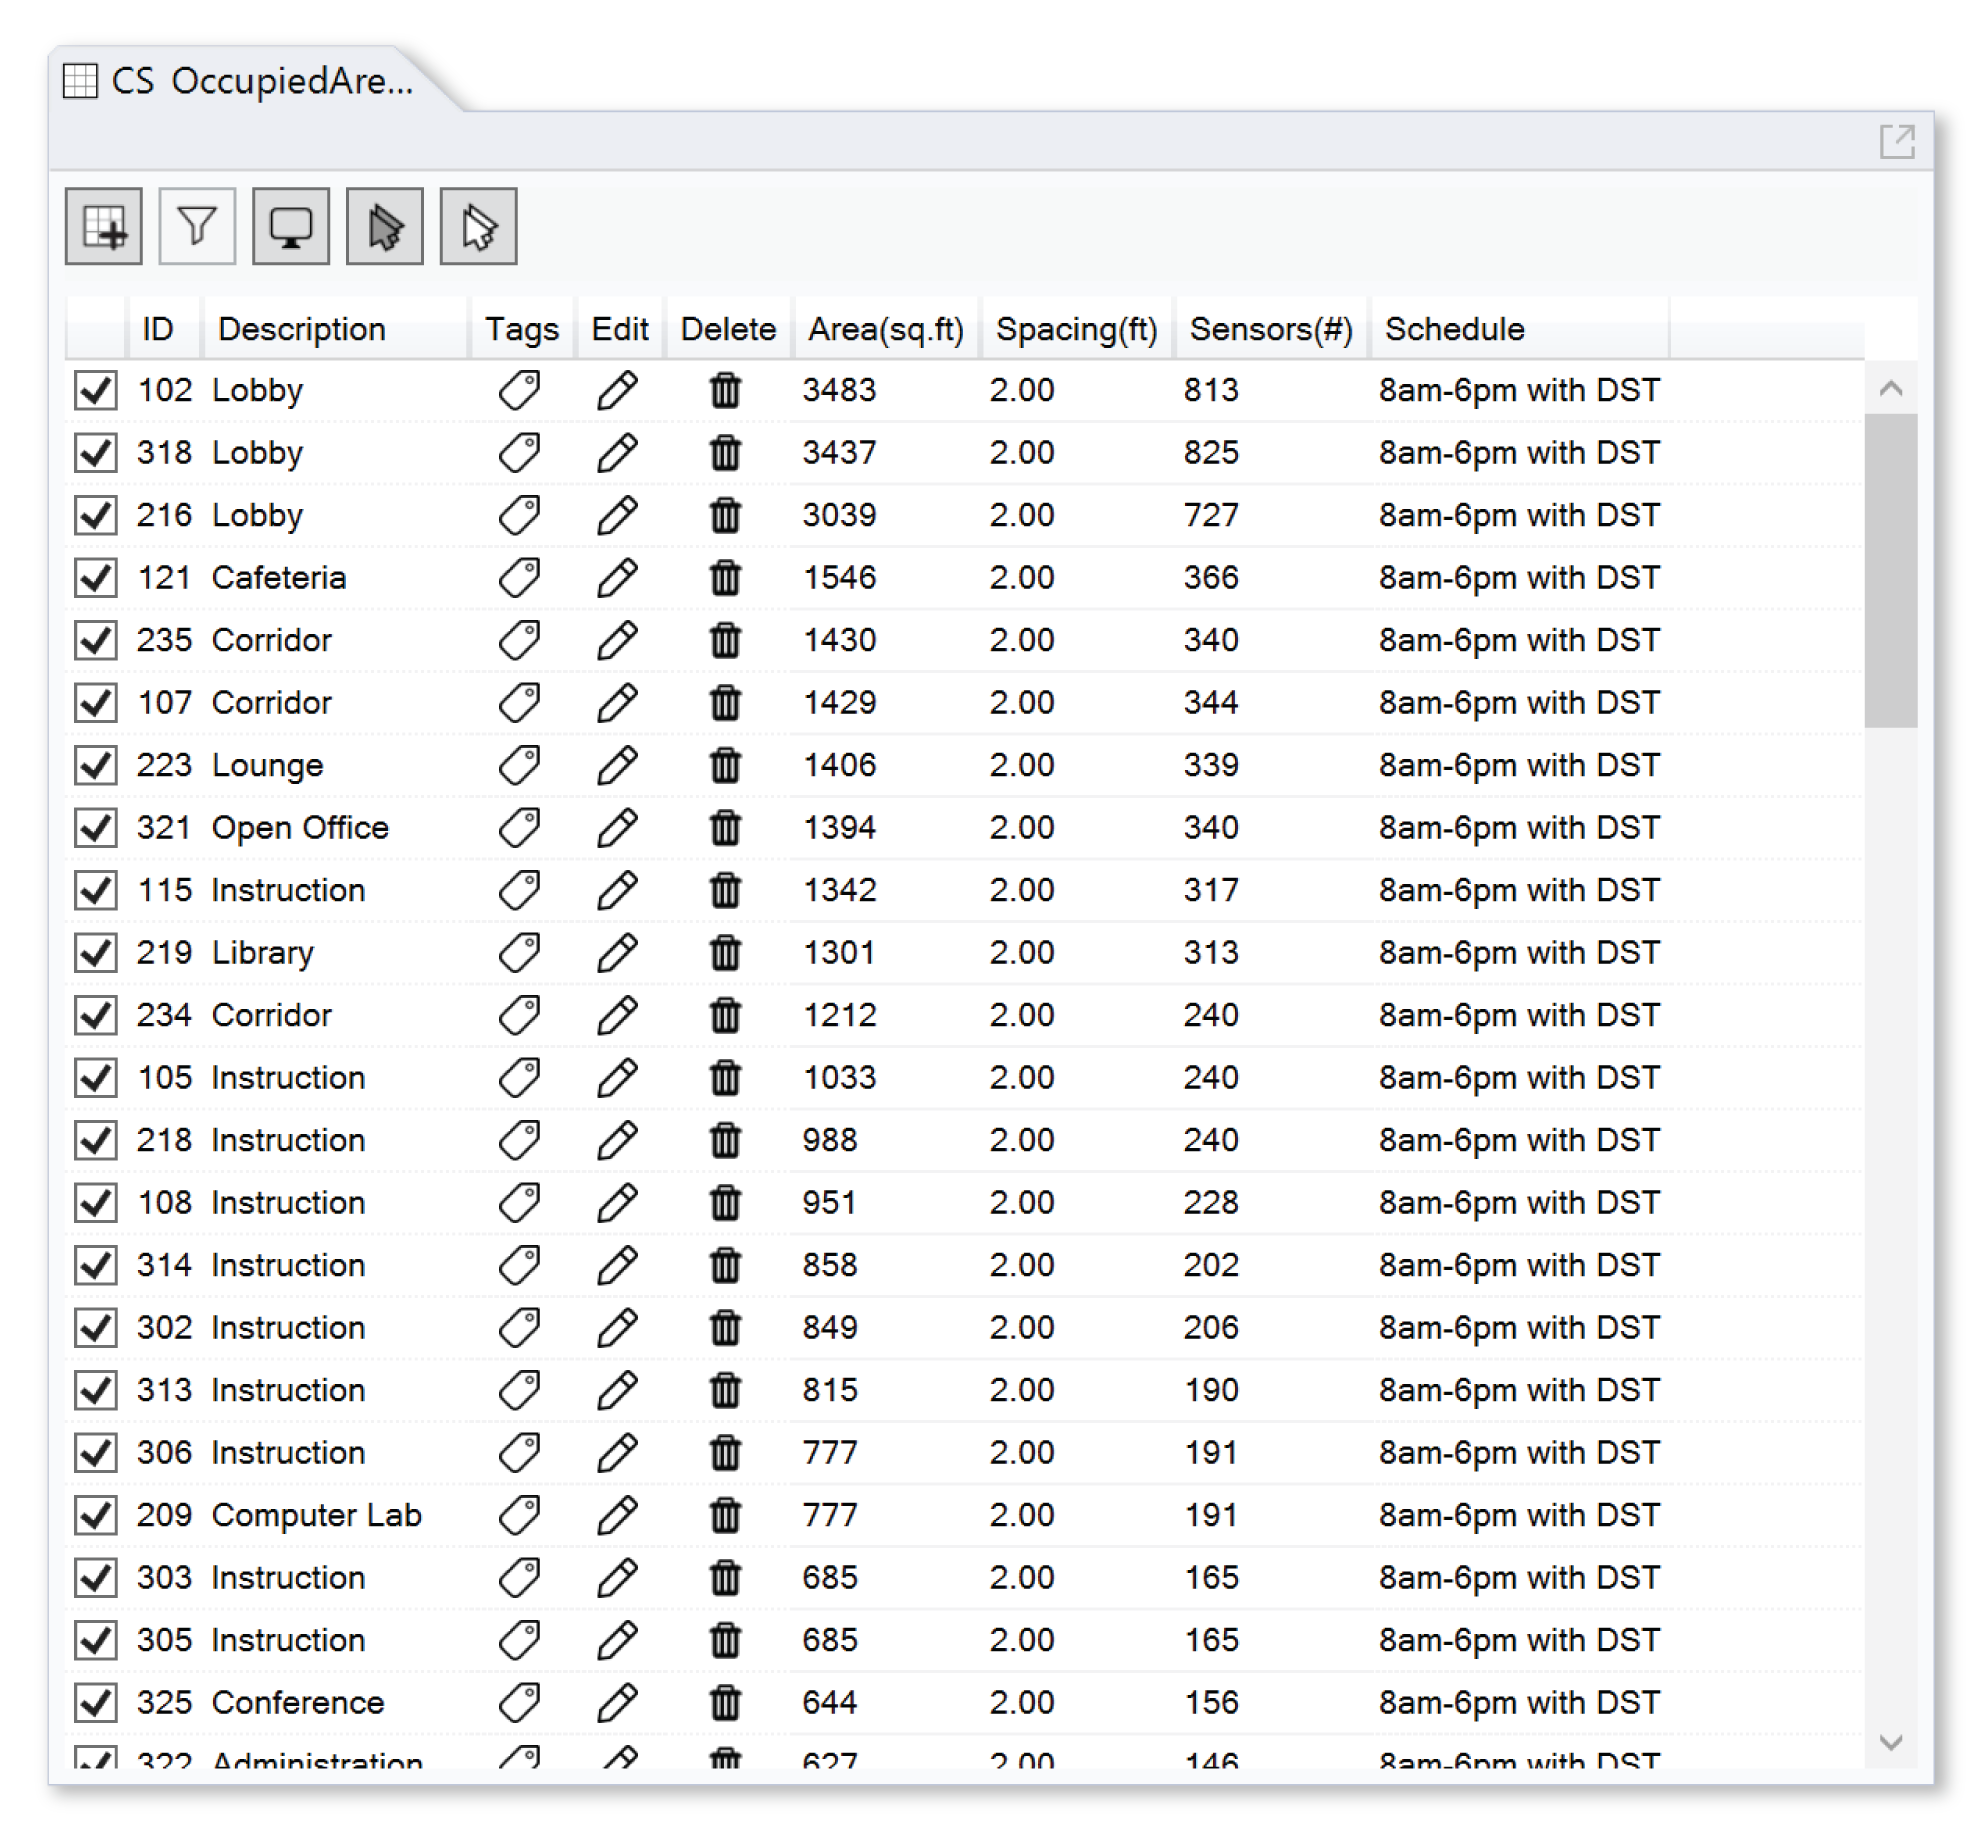 CS OccupiedAre...
ID Description Tags Edit Delete Area(sq.ft) Spacing(ft) Sensors(#) Schedule
102 Lobby 3483 2.00 813 8am-6pm with DST
318 Lobby 3437 2.00 825 8am-6pm with DST
216 Lobby 3039 2.00 727 8am-6pm with DST
121 Cafeteria 1546 2.00 366 8am-6pm with DST
235 Corridor 1430 2.00 340 8am-6pm with DST
107 Corridor 1429 2.00 344 8am-6pm with DST
223 Lounge 1406 2.00 339 8am-6pm with DST
321 Open Office 1394 2.00 340 8am-6pm with DST
115 Instruction 1342 2.00 317 8am-6pm with DST
219 Library 1301 2.00 313 8am-6pm with DST
234 Corridor 1212 2.00 240 8am-6pm with DST
105 Instruction 1033 2.00 240 8am-6pm with DST
218 Instruction 988 2.00 240 8am-6pm with DST
108 Instruction 951 2.00 228 8am-6pm with DST
314 Instruction 858 2.00 202 8am-6pm with DST
302 Instruction 849 2.00 206 8am-6pm with DST
313 Instruction 815 2.00 190 8am-6pm with DST
306 Instruction 777 2.00 191 8am-6pm with DST
209 Computer Lab 777 2.00 191 8am-6pm with DST
303 Instruction 685 2.00 165 8am-6pm with DST
305 Instruction 685 2.00 165 8am-6pm with DST
325 Conference 644 2.00 156 8am-6pm with DST
322 Administration 627 2.00 146 8am-6pm with DST